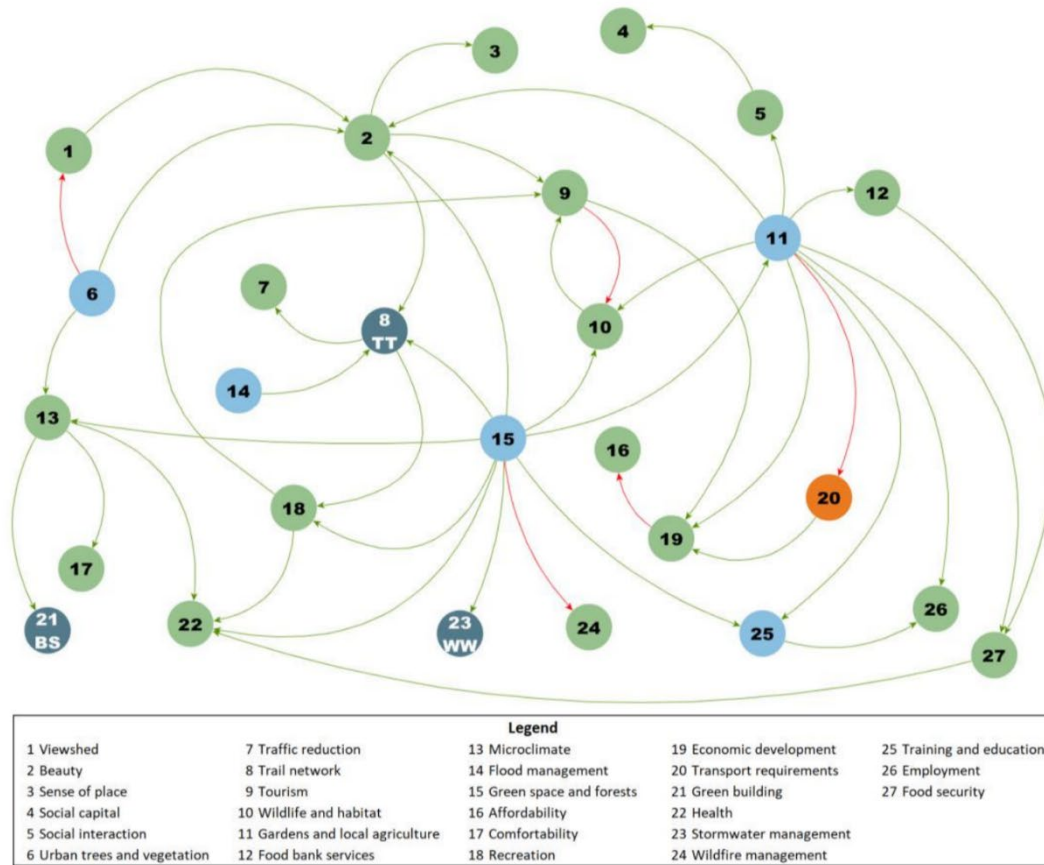 3
4
5
2
1
12
9
11
6
7
8
TT
10
14
13
15
16
18
20
19
17
21
BS
22
23
WW
24
25
26
27
Legend
1 Viewshed
2 Beauty
3 Sense of place
4 Social capital
5 Social interaction
6 Urban trees and vegetation
7 Traffic reduction
8 Trail network
9 Tourism
10 Wildlife and habitat
11 Gardens and local agriculture
12 Food bank services
13 Microclimate
14 Flood management
15 Green space and forests
16 Affordability
17 Comfortability
18 Recreation
19 Economic development
20 Transport requirements
21 Green building
22 Health
23 Stormwater management
24 Wildfire management
25 Training and education
26 Employment
27 Food security